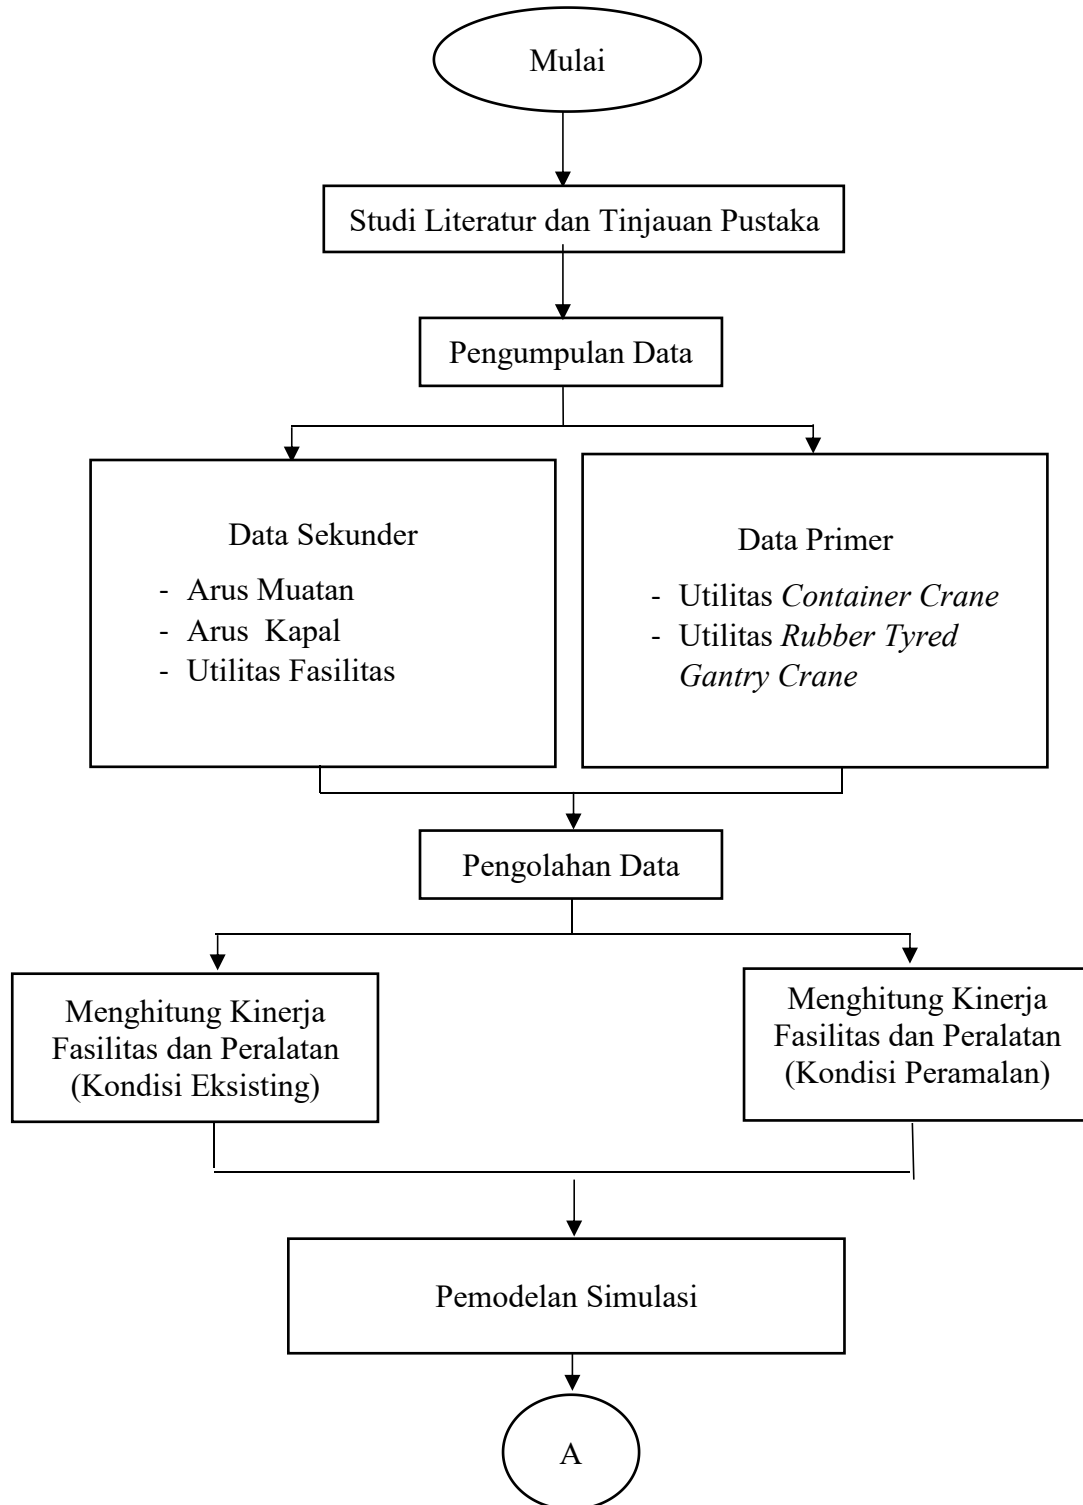 Mulai
Studi Literatur dan Tinjauan Pustaka
Pengumpulan Data
Data Sekunder
- Arus Muatan
- Arus Kapal
- Utilitas Fasilitas
Data Primer
- Utilitas Container Crane
- Utilitas Rubber Tyred
Gantry Crane
Pengolahan Data
Menghitung Kinerja
Fasilitas dan Peralatan
(Kondisi Eksisting)
Menghitung Kinerja
Fasilitas dan Peralatan
(Kondisi Peramalan)
Pemodelan Simulasi
A